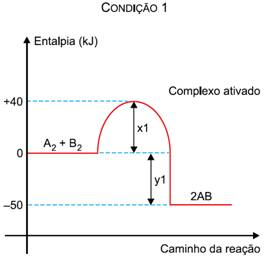 CONDIÇÃO 1
Entalpia (kJ)
Complexo ativado
+40
x1
A₂ + B₂
0
y1
2AB
–50
Caminho da reação